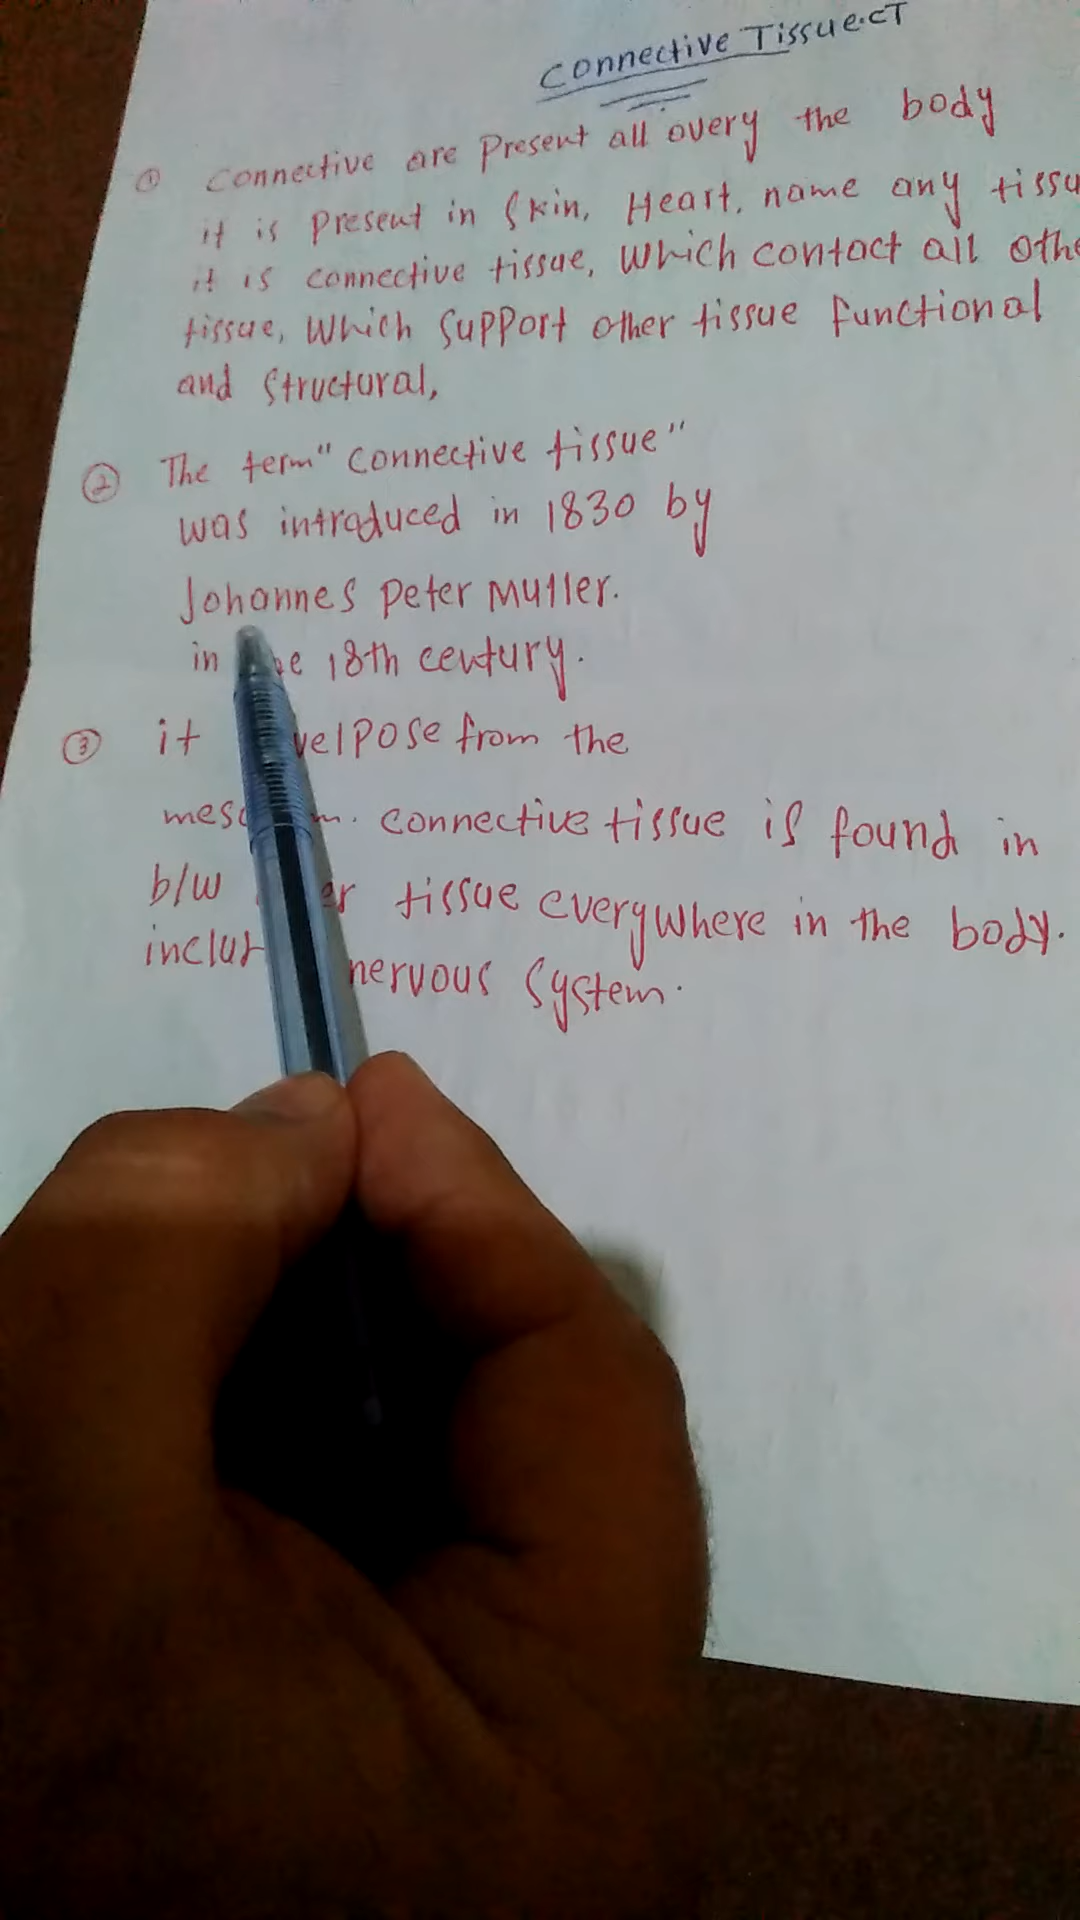 Connective Tissue.CT
① Connective are Present all overy the body
it is present in Skin, Heart, name any tissu
it is connective tissue, Which contact all othe
tissue, Which Support other tissue functional
and Structural,
② The term" connective tissue"
was introduced in 1830 by
Johannes Peter Muller.
in 18th century.
③ it from the
connective tissue is found in
b/w tissue everywhere in the body.
nervous System.